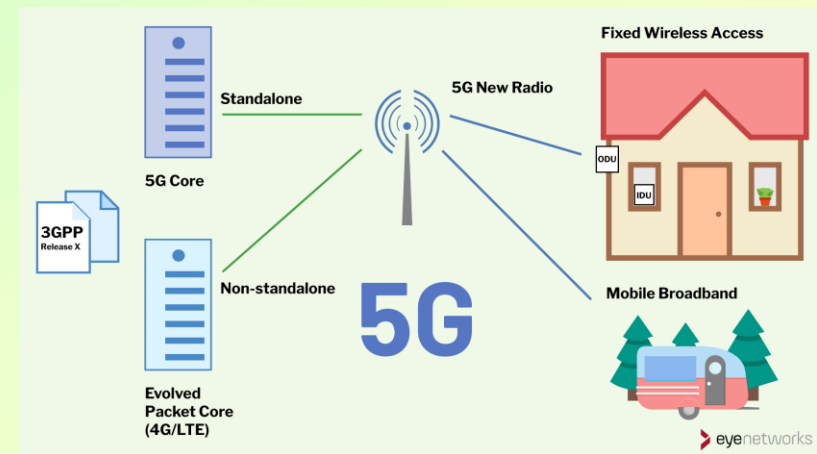 Fixed Wireless Access
Standalone
5G New Radio
ODU
IDU
5G Core
3GPP
Release X
Non-standalone
Mobile Broadband
5G
Evolved
Packet Core
(4G/LTE)
eyenetworks